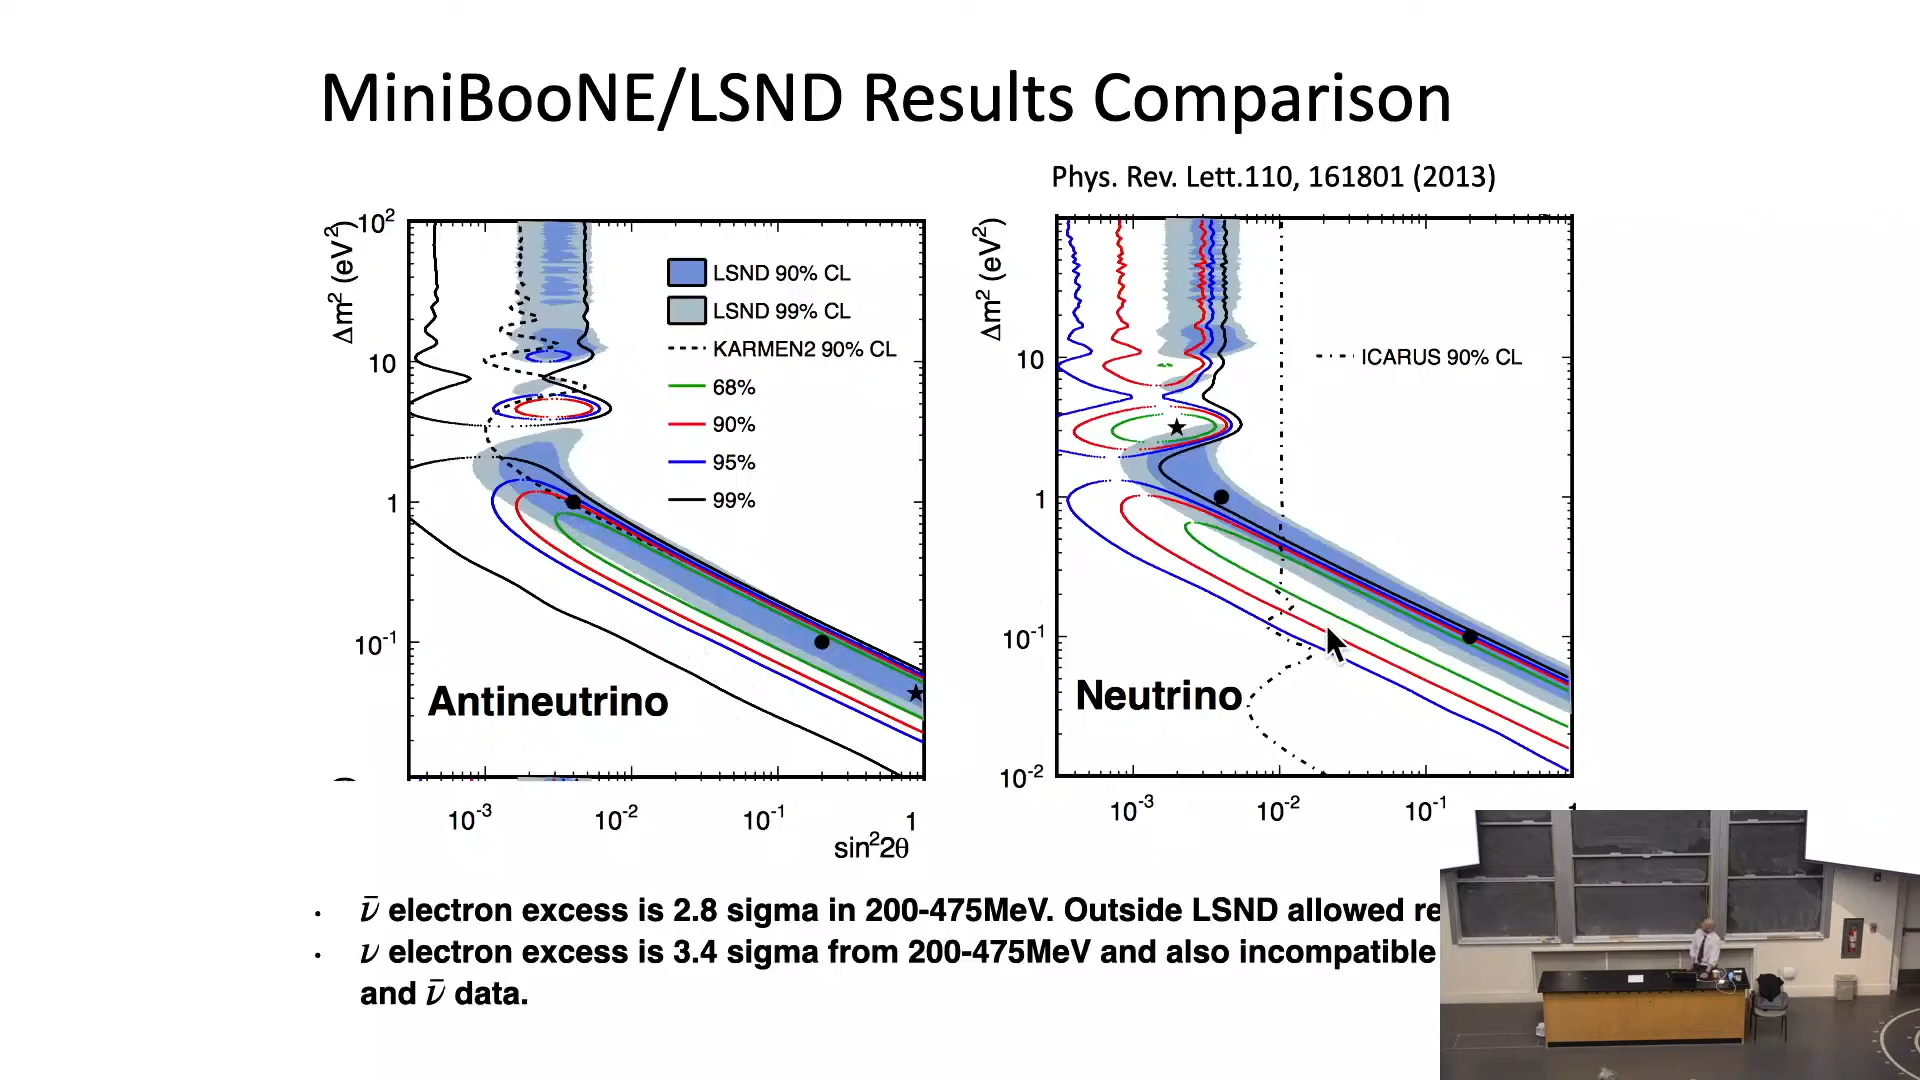 MiniBooNE/LSND Results Comparison
Phys. Rev. Lett.110, 161801 (2013)
Δm² (eV²)
10²
10
1
10⁻¹
LSND 90% CL
LSND 99% CL
KARMEN2 90% CL
68%
90%
95%
99%
Antineutrino
10⁻³ 10⁻² 10⁻¹ 1
sin²2θ
Δm² (eV²)
10
1
10⁻¹
10⁻²
ICARUS 90% CL
Neutrino
10⁻³ 10⁻² 10⁻¹
• ν̄ electron excess is 2.8 sigma in 200-475MeV. Outside LSND allowed re
• ν electron excess is 3.4 sigma from 200-475MeV and also incompatible
and ν̄ data.